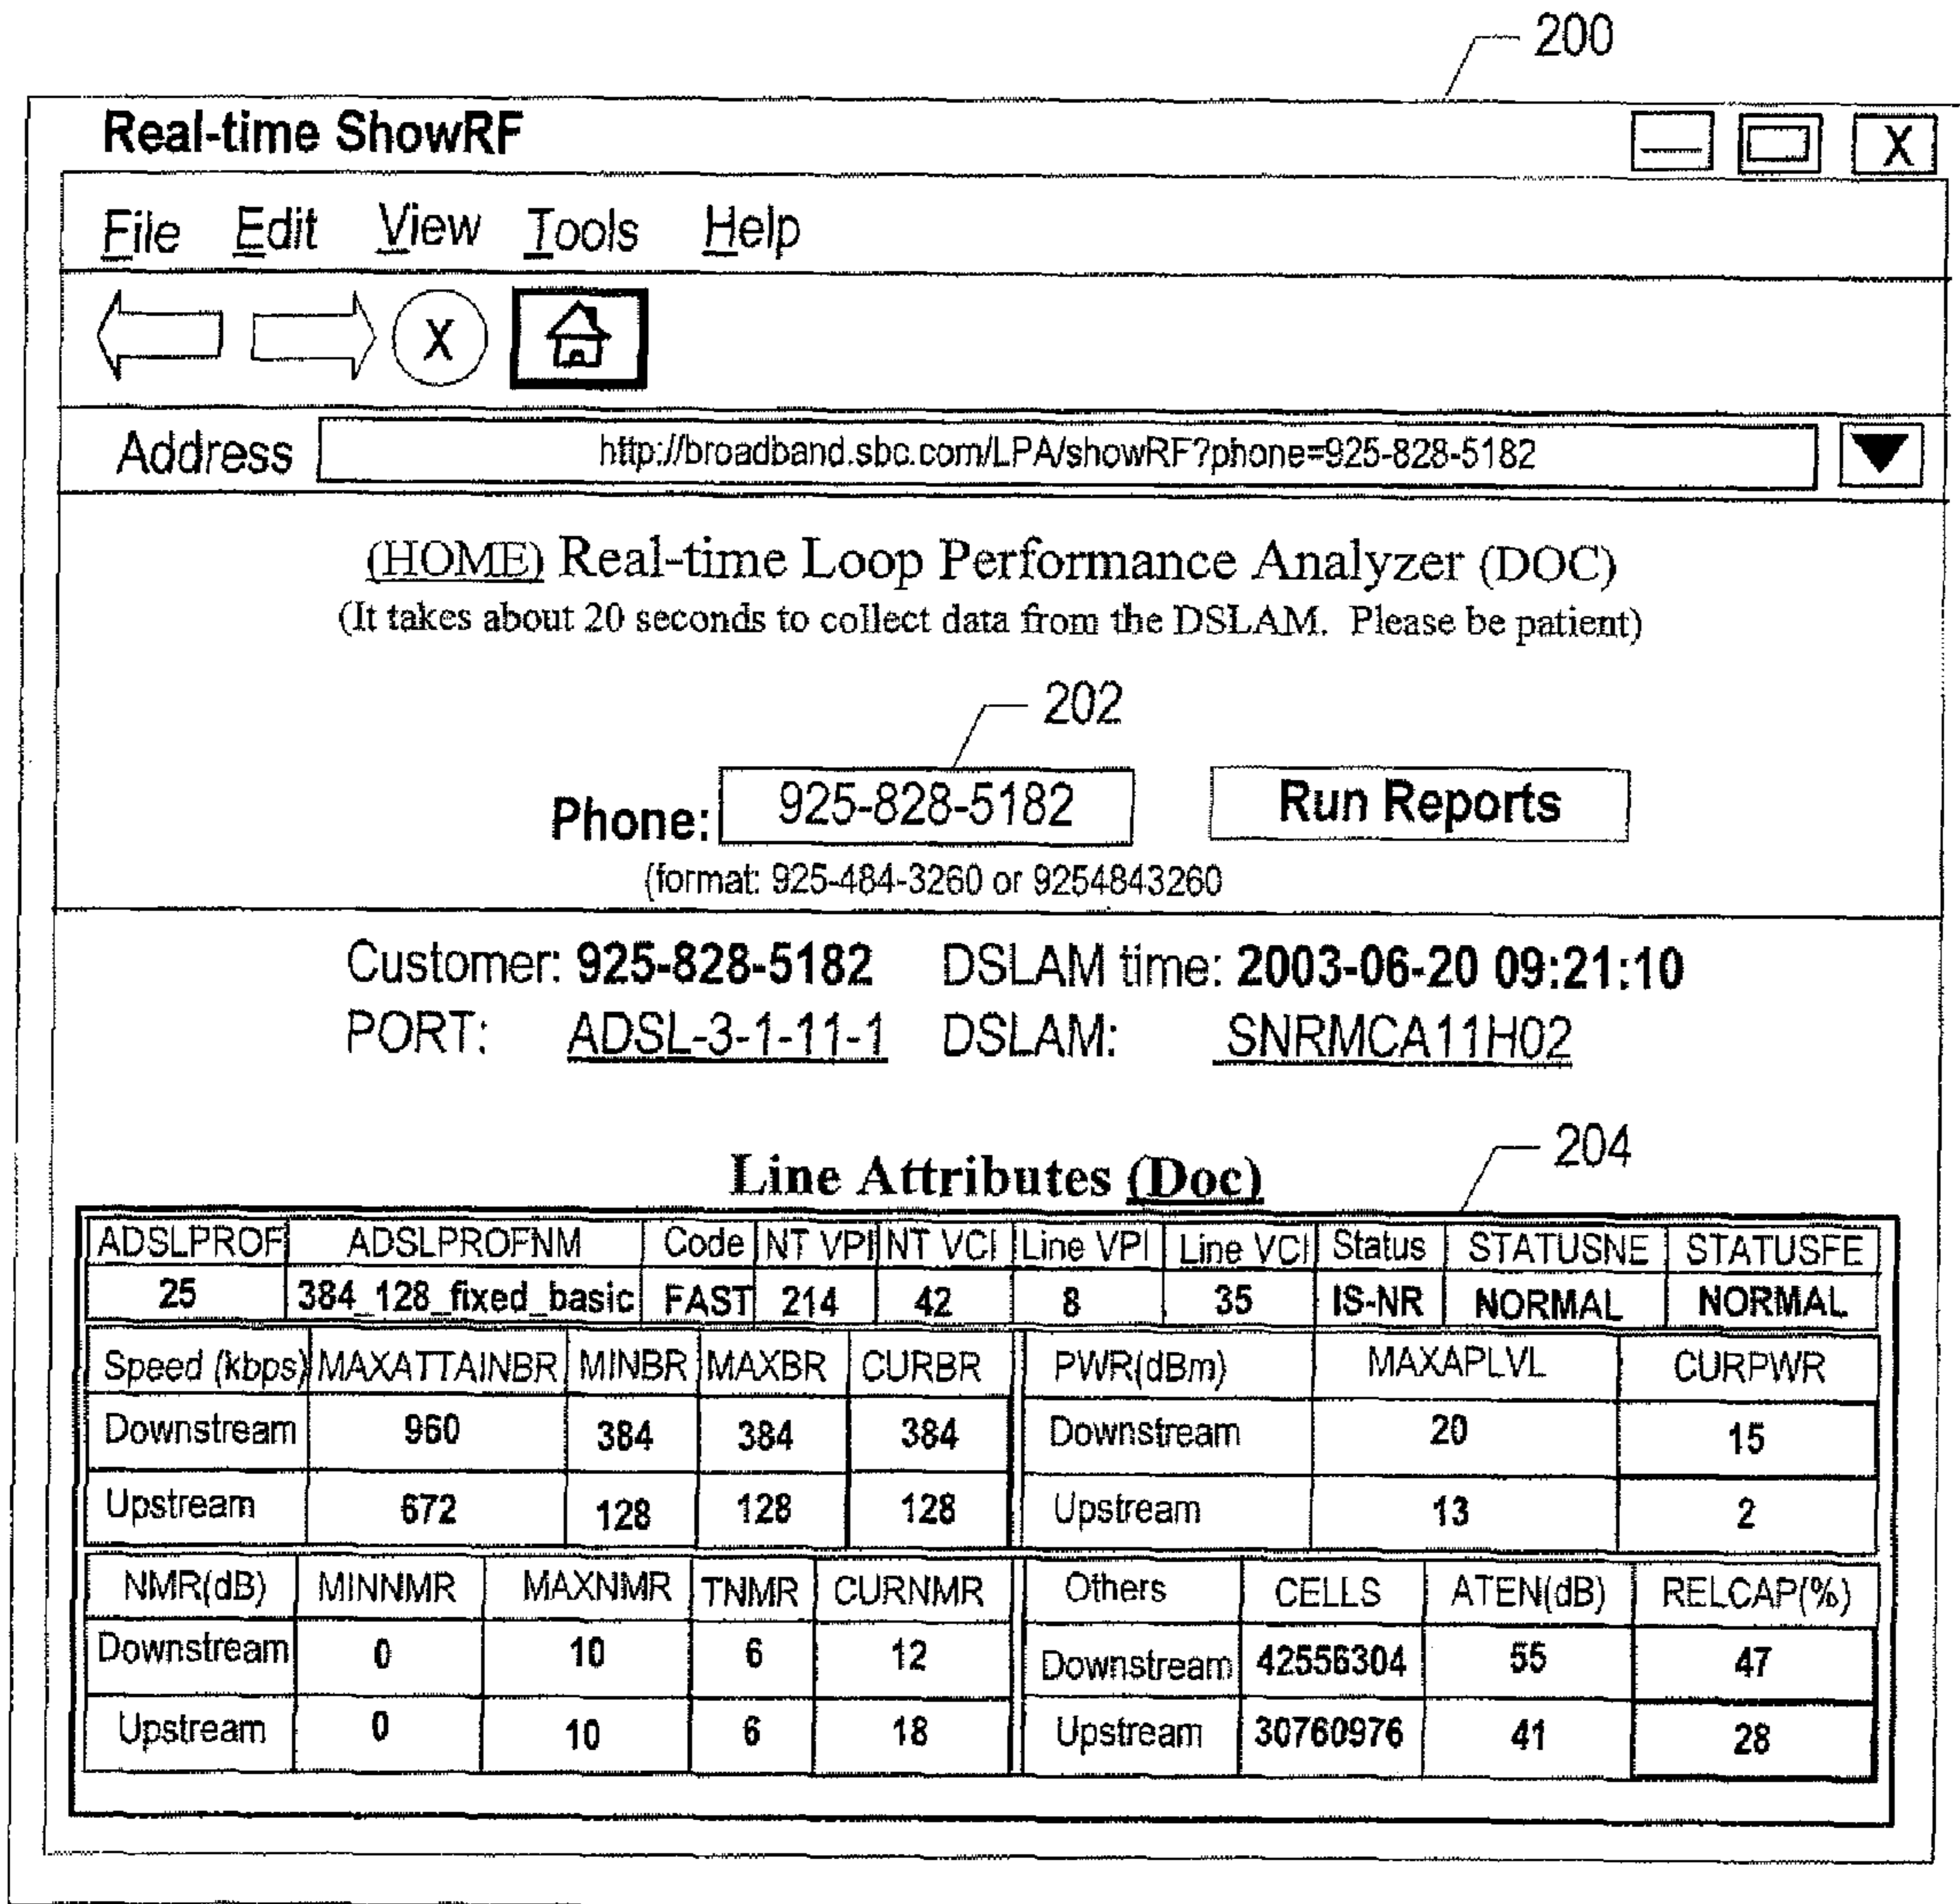 200
Real-time ShowRF
X
File Edit View Tools Help
X
Address http://broadband.sbc.com/LPA/showRF?phone=925-828-5182
(HOME) Real-time Loop Performance Analyzer (DOC)
(It takes about 20 seconds to collect data from the DSLAM. Please be patient)
202
Phone: 925-828-5182 Run Reports
(format: 925-484-3260 or 9254843260
Customer: 925-828-5182 DSLAM time: 2003-06-20 09:21:10
PORT: ADSL-3-1-11-1 DSLAM: SNRMCA11H02
204
Line Attributes (Doc)
ADSLPROF ADSLPROFNM Code NT VPI NT VCI Line VPI Line VCI Status STATUSNE STATUSFE
25 384_128_fixed_basic FAST 214 42 8 35 IS-NR NORMAL NORMAL
Speed (kbps) MAXATTAINBR MINBR MAXBR CURBR PWR(dBm) MAXAPLVL CURPWR
Downstream 960 384 384 384 Downstream 20 15
Upstream 672 128 128 128 Upstream 13 2
NMR(dB) MINNMR MAXNMR TNMR CURNMR Others CELLS ATEN(dB) RELCAP(%)
Downstream 0 10 6 12 Downstream 42556304 55 47
Upstream 0 10 6 18 Upstream 30760976 41 28